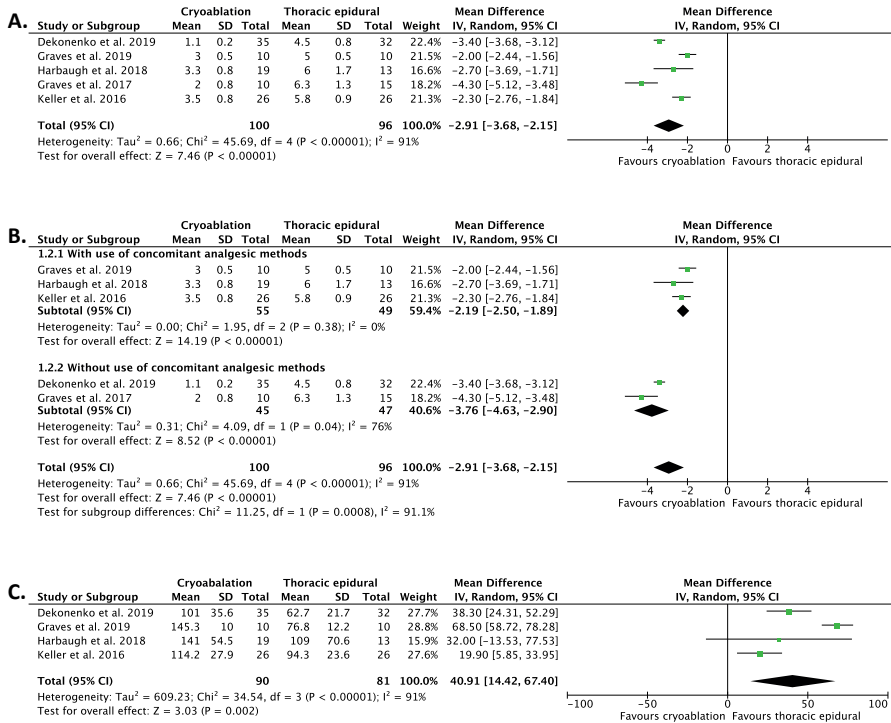 A.
Cryoablation Thoracic epidural Mean Difference Mean Difference
Study or Subgroup Mean SD Total Mean SD Total Weight IV, Random, 95% CI IV, Random, 95% CI
Dekonenko et al. 2019 1.1 0.2 35 4.5 0.8 32 22.4% −3.40 [−3.68, −3.12]
Graves et al. 2019 3 0.5 10 5 0.5 10 21.5% −2.00 [−2.44, −1.56]
Harbaugh et al. 2018 3.3 0.8 19 6 1.7 13 16.6% −2.70 [−3.69, −1.71]
Graves et al. 2017 2 0.8 10 6.3 1.3 15 18.2% −4.30 [−5.12, −3.48]
Keller et al. 2016 3.5 0.8 26 5.8 0.9 26 21.3% −2.30 [−2.76, −1.84]
Total (95% CI) 100 96 100.0% −2.91 [−3.68, −2.15]
Heterogeneity: Tau² = 0.66; Chi² = 45.69, df = 4 (P < 0.00001); I² = 91%
Test for overall effect: Z = 7.46 (P < 0.00001)
−4 −2 0 2 4
Favours cryoablation Favours thoracic epidural
B.
Cryoablation Thoracic epidural Mean Difference Mean Difference
Study or Subgroup Mean SD Total Mean SD Total Weight IV, Random, 95% CI IV, Random, 95% CI
1.2.1 With use of concomitant analgesic methods
Graves et al. 2019 3 0.5 10 5 0.5 10 21.5% −2.00 [−2.44, −1.56]
Harbaugh et al. 2018 3.3 0.8 19 6 1.7 13 16.6% −2.70 [−3.69, −1.71]
Keller et al. 2016 3.5 0.8 26 5.8 0.9 26 21.3% −2.30 [−2.76, −1.84]
Subtotal (95% CI) 55 49 59.4% −2.19 [−2.50, −1.89]
Heterogeneity: Tau² = 0.00; Chi² = 1.95, df = 2 (P = 0.38); I² = 0%
Test for overall effect: Z = 14.19 (P < 0.00001)
1.2.2 Without use of concomitant analgesic methods
Dekonenko et al. 2019 1.1 0.2 35 4.5 0.8 32 22.4% −3.40 [−3.68, −3.12]
Graves et al. 2017 2 0.8 10 6.3 1.3 15 18.2% −4.30 [−5.12, −3.48]
Subtotal (95% CI) 45 47 40.6% −3.76 [−4.63, −2.90]
Heterogeneity: Tau² = 0.31; Chi² = 4.09, df = 1 (P = 0.04); I² = 76%
Test for overall effect: Z = 8.52 (P < 0.00001)
Total (95% CI) 100 96 100.0% −2.91 [−3.68, −2.15]
Heterogeneity: Tau² = 0.66; Chi² = 45.69, df = 4 (P < 0.00001); I² = 91%
Test for overall effect: Z = 7.46 (P < 0.00001)
Test for subgroup differences: Chi² = 11.25, df = 1 (P = 0.0008), I² = 91.1%
−4 −2 0 2 4
Favours cryoablation Favours thoracic epidural
C.
Cryoabalation Thoracic epidural Mean Difference Mean Difference
Study or Subgroup Mean SD Total Mean SD Total Weight IV, Random, 95% CI IV, Random, 95% CI
Dekonenko et al. 2019 101 35.6 35 62.7 21.7 32 27.7% 38.30 [24.31, 52.29]
Graves et al. 2019 145.3 10 10 76.8 12.2 10 28.8% 68.50 [58.72, 78.28]
Harbaugh et al. 2018 141 54.5 19 109 70.6 13 15.9% 32.00 [−13.53, 77.53]
Keller et al. 2016 114.2 27.9 26 94.3 23.6 26 27.6% 19.90 [5.85, 33.95]
Total (95% CI) 90 81 100.0% 40.91 [14.42, 67.40]
Heterogeneity: Tau² = 609.23; Chi² = 34.54, df = 3 (P < 0.00001); I² = 91%
Test for overall effect: Z = 3.03 (P = 0.002)
−100 −50 0 50 100
Favours cryoablation Favours thoracic epidural